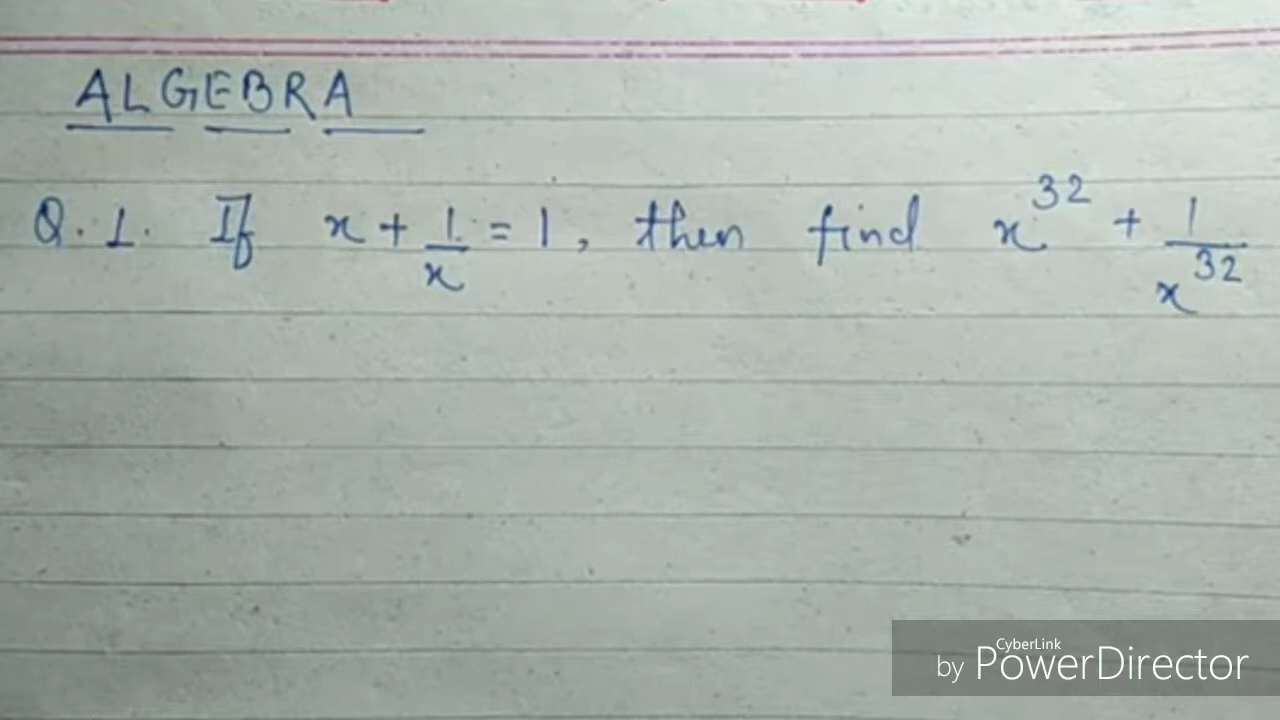 ALGEBRA
Q.1. If x + 1/x = 1, then find x^32 + 1/x^32
CyberLink
by PowerDirector